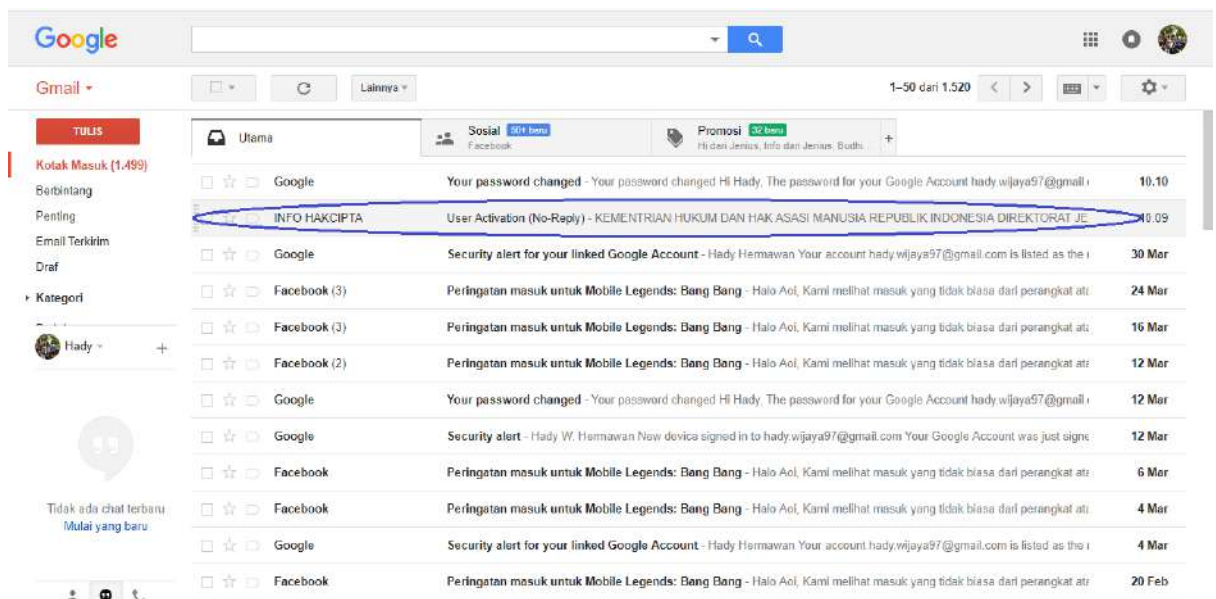 Google
Gmail
Lainnya
1–50 dari 1.520
TULIS
Utama
Sosial 50+ baru
Facebook
Promosi 32 baru
Hi dari Jenius, Info dari Jenius, Budhi
+
Kotak Masuk (1.499)
Berbintang
Penting
Email Terkirim
Draf
Kategori
Hady
+
Tidak ada chat terbaru
Mulai yang baru
Google Your password changed - Your password changed Hi Hady, The password for your Google Account hady.wijaya97@gmail 10.10
INFO HAKCIPTA User Activation (No-Reply) - KEMENTRIAN HUKUM DAN HAK ASASI MANUSIA REPUBLIK INDONESIA DIREKTORAT JE 10.09
Google Security alert for your linked Google Account - Hady Hermawan Your account hady.wijaya97@gmail.com is listed as the 30 Mar
Facebook (3) Peringatan masuk untuk Mobile Legends: Bang Bang - Halo Aoi, Kami melihat masuk yang tidak biasa dari perangkat ata 24 Mar
Facebook (3) Peringatan masuk untuk Mobile Legends: Bang Bang - Halo Aoi, Kami melihat masuk yang tidak biasa dari perangkat ata 16 Mar
Facebook (2) Peringatan masuk untuk Mobile Legends: Bang Bang - Halo Aoi, Kami melihat masuk yang tidak biasa dari perangkat ata 12 Mar
Google Your password changed - Your password changed Hi Hady, The password for your Google Account hady.wijaya97@gmail 12 Mar
Google Security alert - Hady W. Hermawan New device signed in to hady.wijaya97@gmail.com Your Google Account was just signe 12 Mar
Facebook Peringatan masuk untuk Mobile Legends: Bang Bang - Halo Aoi, Kami melihat masuk yang tidak biasa dari perangkat ata 6 Mar
Facebook Peringatan masuk untuk Mobile Legends: Bang Bang - Halo Aoi, Kami melihat masuk yang tidak biasa dari perangkat ata 4 Mar
Google Security alert for your linked Google Account - Hady Hermawan Your account hady.wijaya97@gmail.com is listed as the 4 Mar
Facebook Peringatan masuk untuk Mobile Legends: Bang Bang - Halo Aoi, Kami melihat masuk yang tidak biasa dari perangkat ata 20 Feb